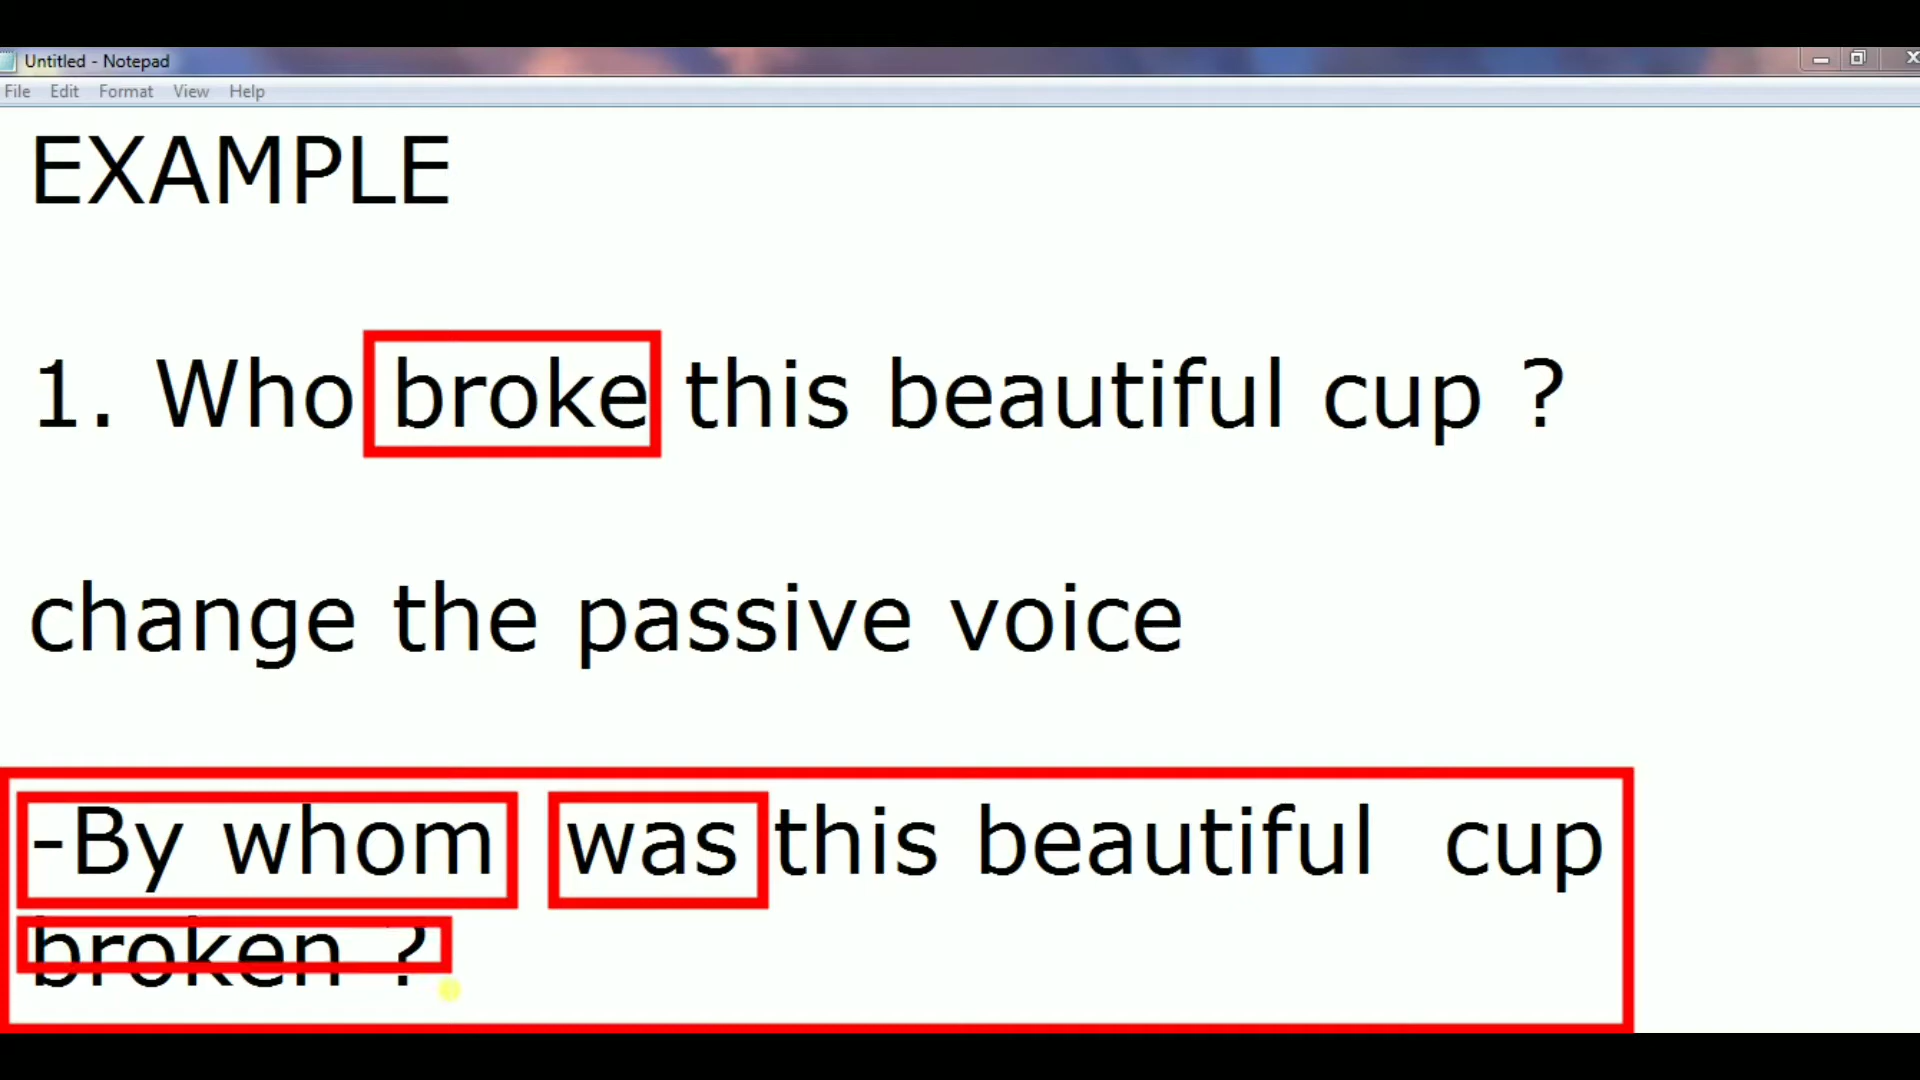 Untitled - Notepad
File Edit Format View Help
EXAMPLE
1. Who broke this beautiful cup ?
change the passive voice
-By whom was this beautiful cup
broken ?